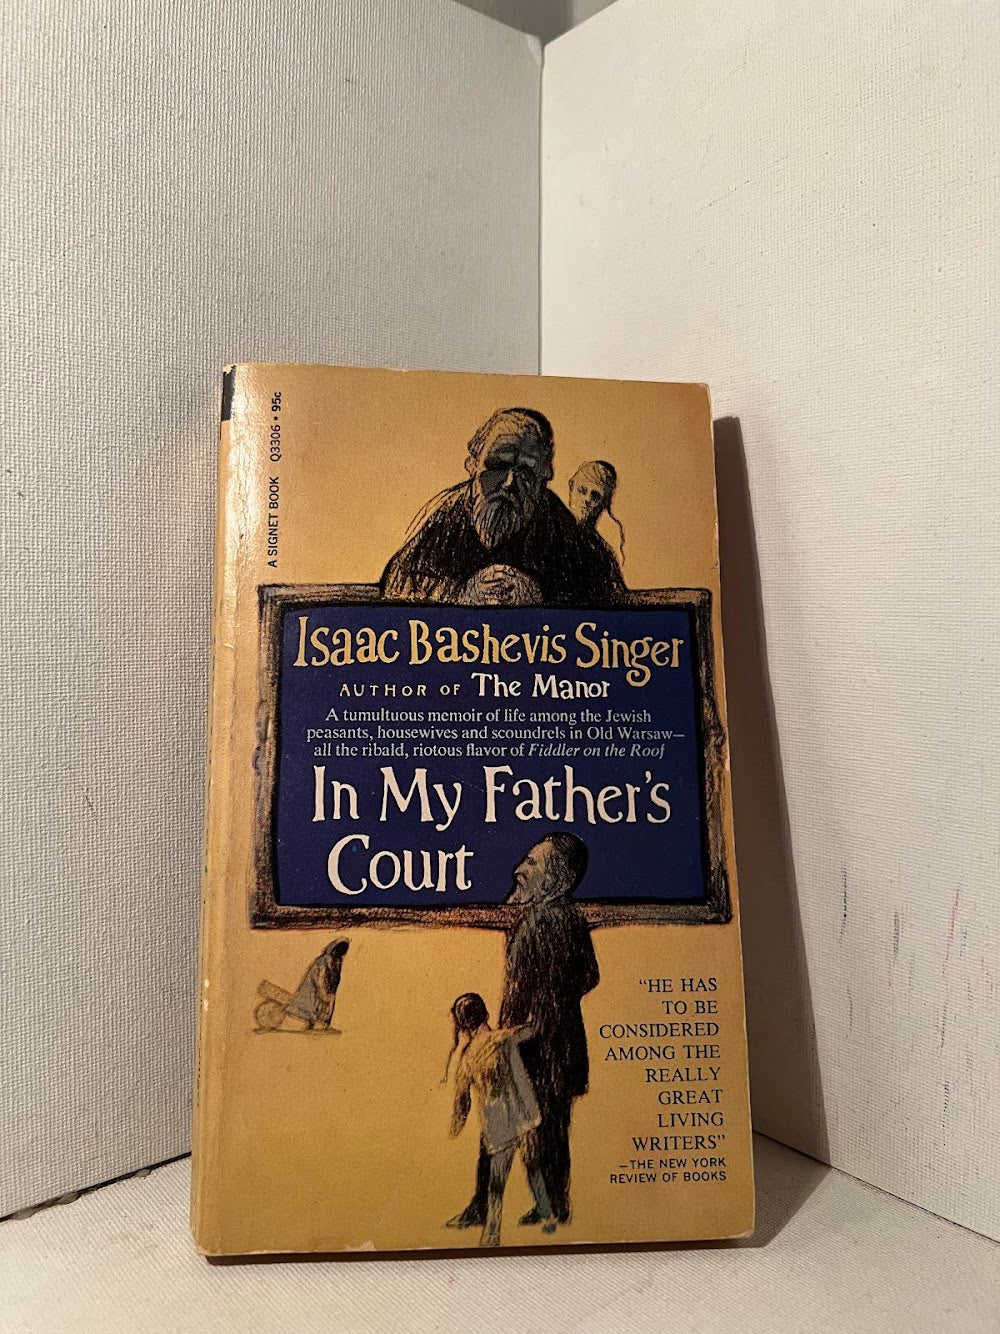 A SIGNET BOOK Q3306 • 95c
Isaac Bashevis Singer
AUTHOR OF The Manor
A tumultuous memoir of life among the Jewish
peasants, housewives and scoundrels in Old Warsaw—
all the ribald, riotous flavor of Fiddler on the Roof
In My Father's
Court
"HE HAS
TO BE
CONSIDERED
AMONG THE
REALLY
GREAT
LIVING
WRITERS"
—THE NEW YORK
REVIEW OF BOOKS